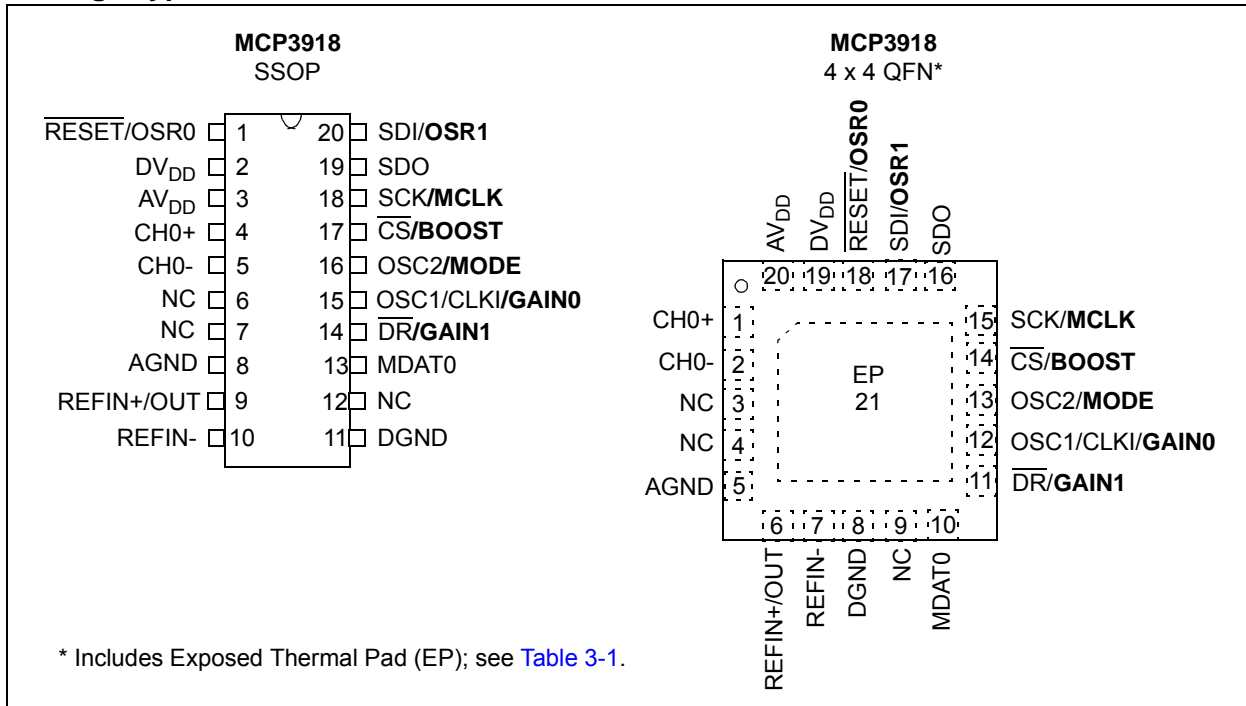 MCP3918
SSOP
RESET/OSR0 1
DVDD 2
AVDD 3
CH0+ 4
CH0- 5
NC 6
NC 7
AGND 8
REFIN+/OUT 9
REFIN- 10
20 SDI/OSR1
19 SDO
18 SCK/MCLK
17 CS/BOOST
16 OSC2/MODE
15 OSC1/CLKI/GAIN0
14 DR/GAIN1
13 MDAT0
12 NC
11 DGND
MCP3918
4 x 4 QFN*
AVDD
DVDD
RESET/OSR0
SDI/OSR1
SDO
20 19 18 17 16
CH0+ 1
CH0- 2
NC 3
NC 4
AGND 5
EP
21
15 SCK/MCLK
14 CS/BOOST
13 OSC2/MODE
12 OSC1/CLKI/GAIN0
11 DR/GAIN1
6 7 8 9 10
REFIN+/OUT
REFIN-
DGND
NC
MDAT0
* Includes Exposed Thermal Pad (EP); see Table 3-1.